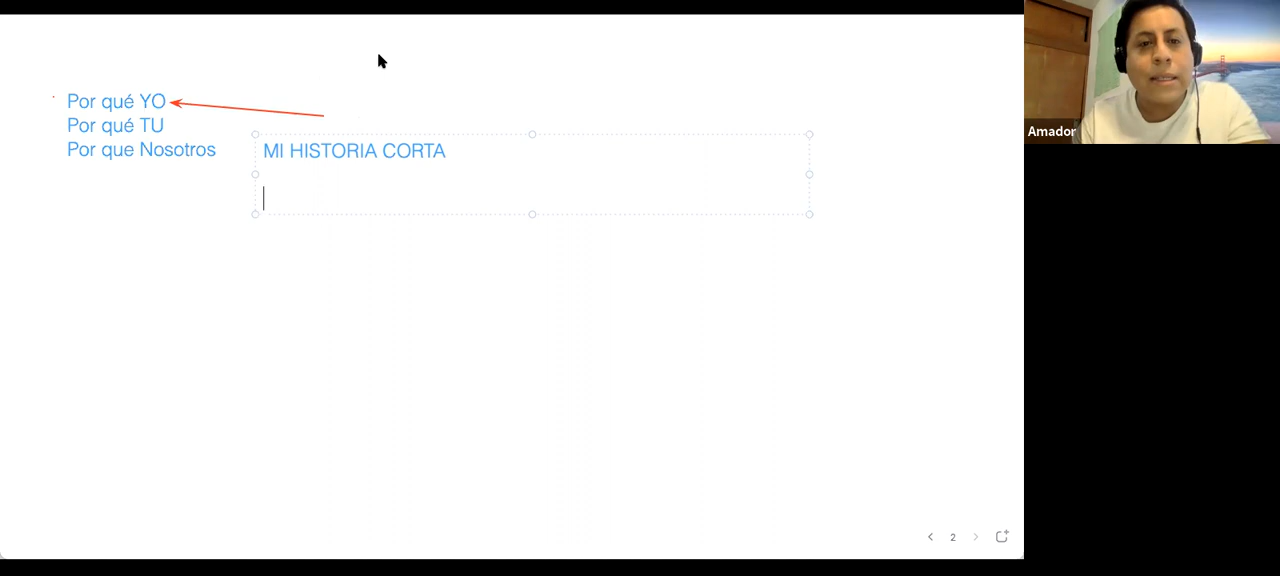 Por qué YO
Por qué TU
Por que Nosotros
MI HISTORIA CORTA
Amador
2